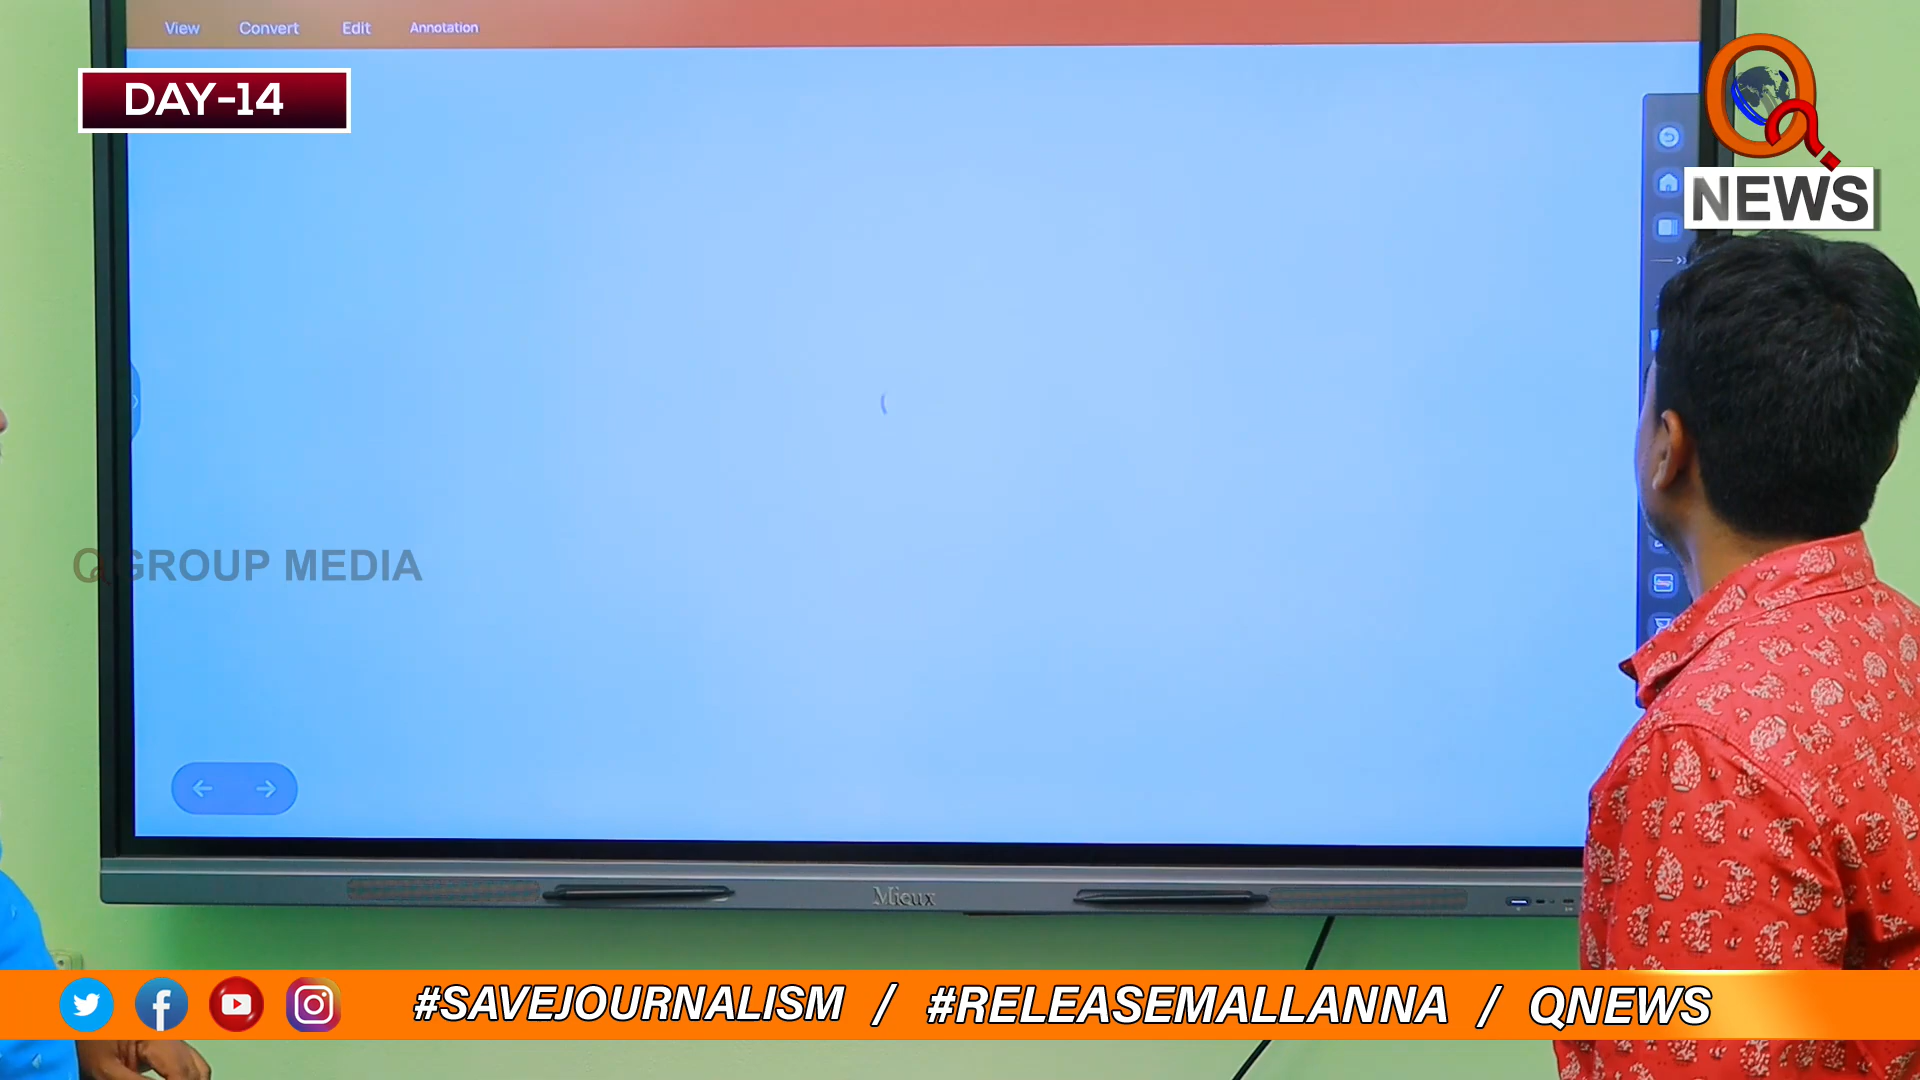 View Convert Edit Annotation
DAY-14
NEWS
Q GROUP MEDIA
Mieux
#SAVEJOURNALISM / #RELEASEMALLANNA / QNEWS